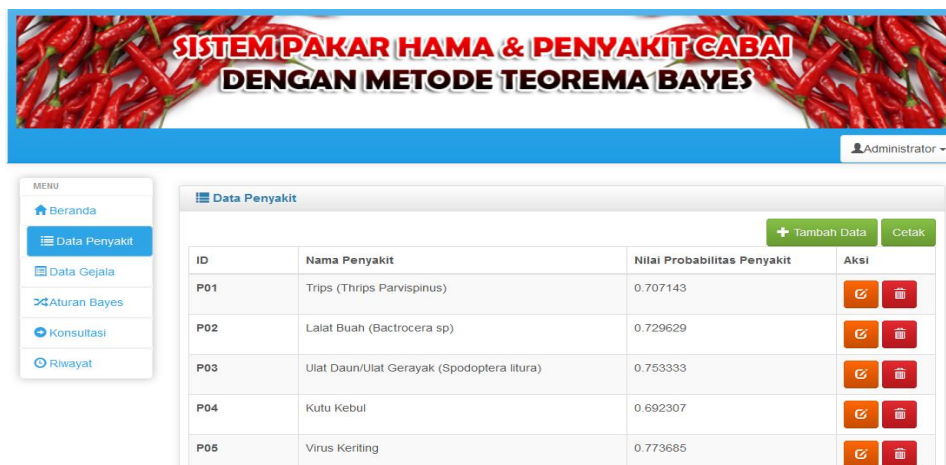 SISTEM PAKAR HAMA & PENYAKIT CABAI
DENGAN METODE TEOREMA BAYES
Administrator
MENU
Beranda
Data Penyakit
Data Gejala
Aturan Bayes
Konsultasi
Riwayat
Data Penyakit
Tambah Data Cetak
ID Nama Penyakit Nilai Probabilitas Penyakit Aksi
P01 Trips (Thrips Parvispinus) 0.707143
P02 Lalat Buah (Bactrocera sp) 0.729629
P03 Ulat Daun/Ulat Gerayak (Spodoptera litura) 0.753333
P04 Kutu Kebul 0.692307
P05 Virus Keriting 0.773685